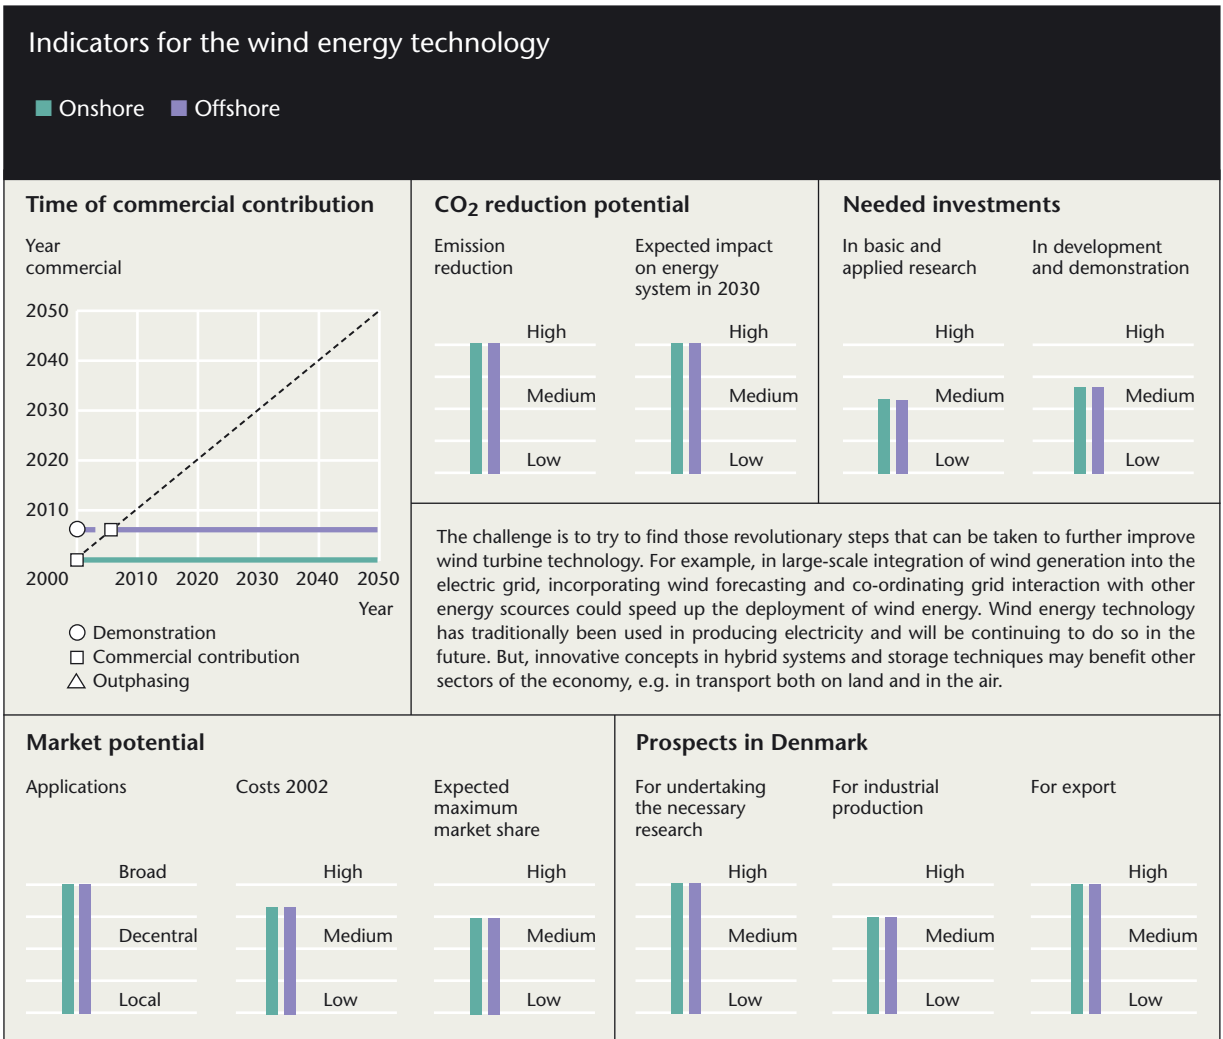 Indicators for the wind energy technology
Onshore
Offshore
Time of commercial contribution
Year
commercial
2050
2040
2030
2020
2010
2000
2010
2020
2030
2040
2050
Year
Demonstration
Commercial contribution
Outphasing
CO2 reduction potential
Emission
reduction
High
Medium
Low
Expected impact
on energy
system in 2030
High
Medium
Low
Needed investments
In basic and
applied research
High
Medium
Low
In development
and demonstration
High
Medium
Low
The challenge is to try to find those revolutionary steps that can be taken to further improve
wind turbine technology. For example, in large-scale integration of wind generation into the
electric grid, incorporating wind forecasting and co-ordinating grid interaction with other
energy scources could speed up the deployment of wind energy. Wind energy technology
has traditionally been used in producing electricity and will be continuing to do so in the
future. But, innovative concepts in hybrid systems and storage techniques may benefit other
sectors of the economy, e.g. in transport both on land and in the air.
Market potential
Applications
Broad
Decentral
Local
Costs 2002
High
Medium
Low
Expected
maximum
market share
High
Medium
Low
Prospects in Denmark
For undertaking
the necessary
research
High
Medium
Low
For industrial
production
High
Medium
Low
For export
High
Medium
Low